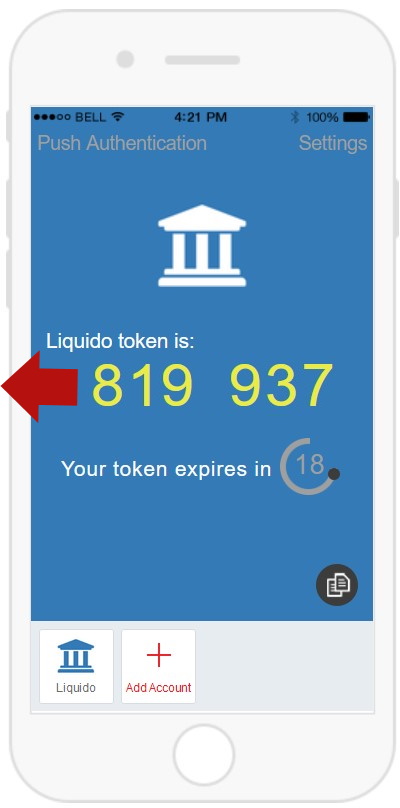 BELL 4:21 PM 100%
Push Authentication Settings
Liquido token is:
819 937
Your token expires in 18
Liquido Add Account